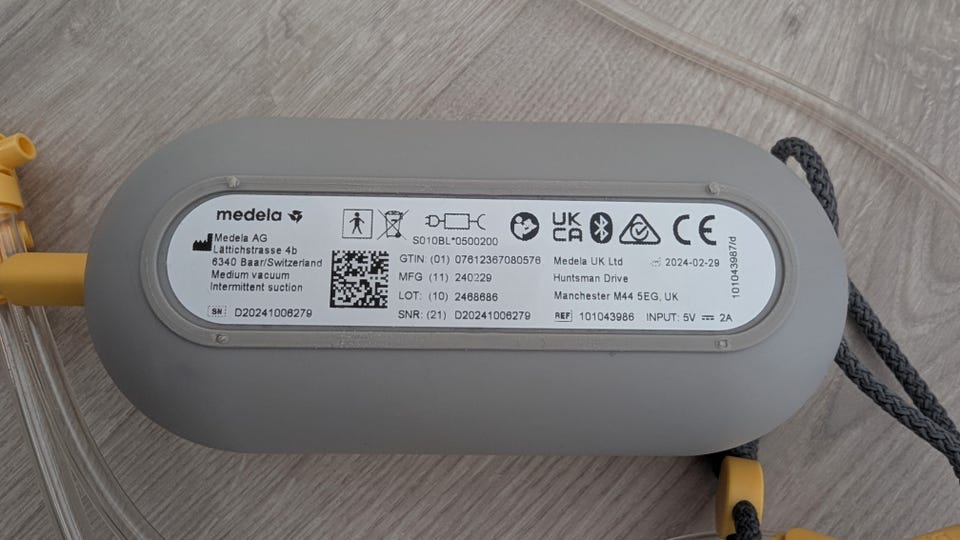 medela
Medela AG
Lättichstrasse 4b
6340 Baar/Switzerland
Medium vacuum
Intermittent suction
SN D20241006279
S010BL*0500200
GTIN (01) 07612367080576
MFG (11) 240229
LOT: (10) 2468686
SNR: (21) D20241006279
UK
CA
CE
Medela UK Ltd
2024-02-29
Huntsman Drive
Manchester M44 5EG, UK
REF 101043986 INPUT: 5V 2A
101043987/d